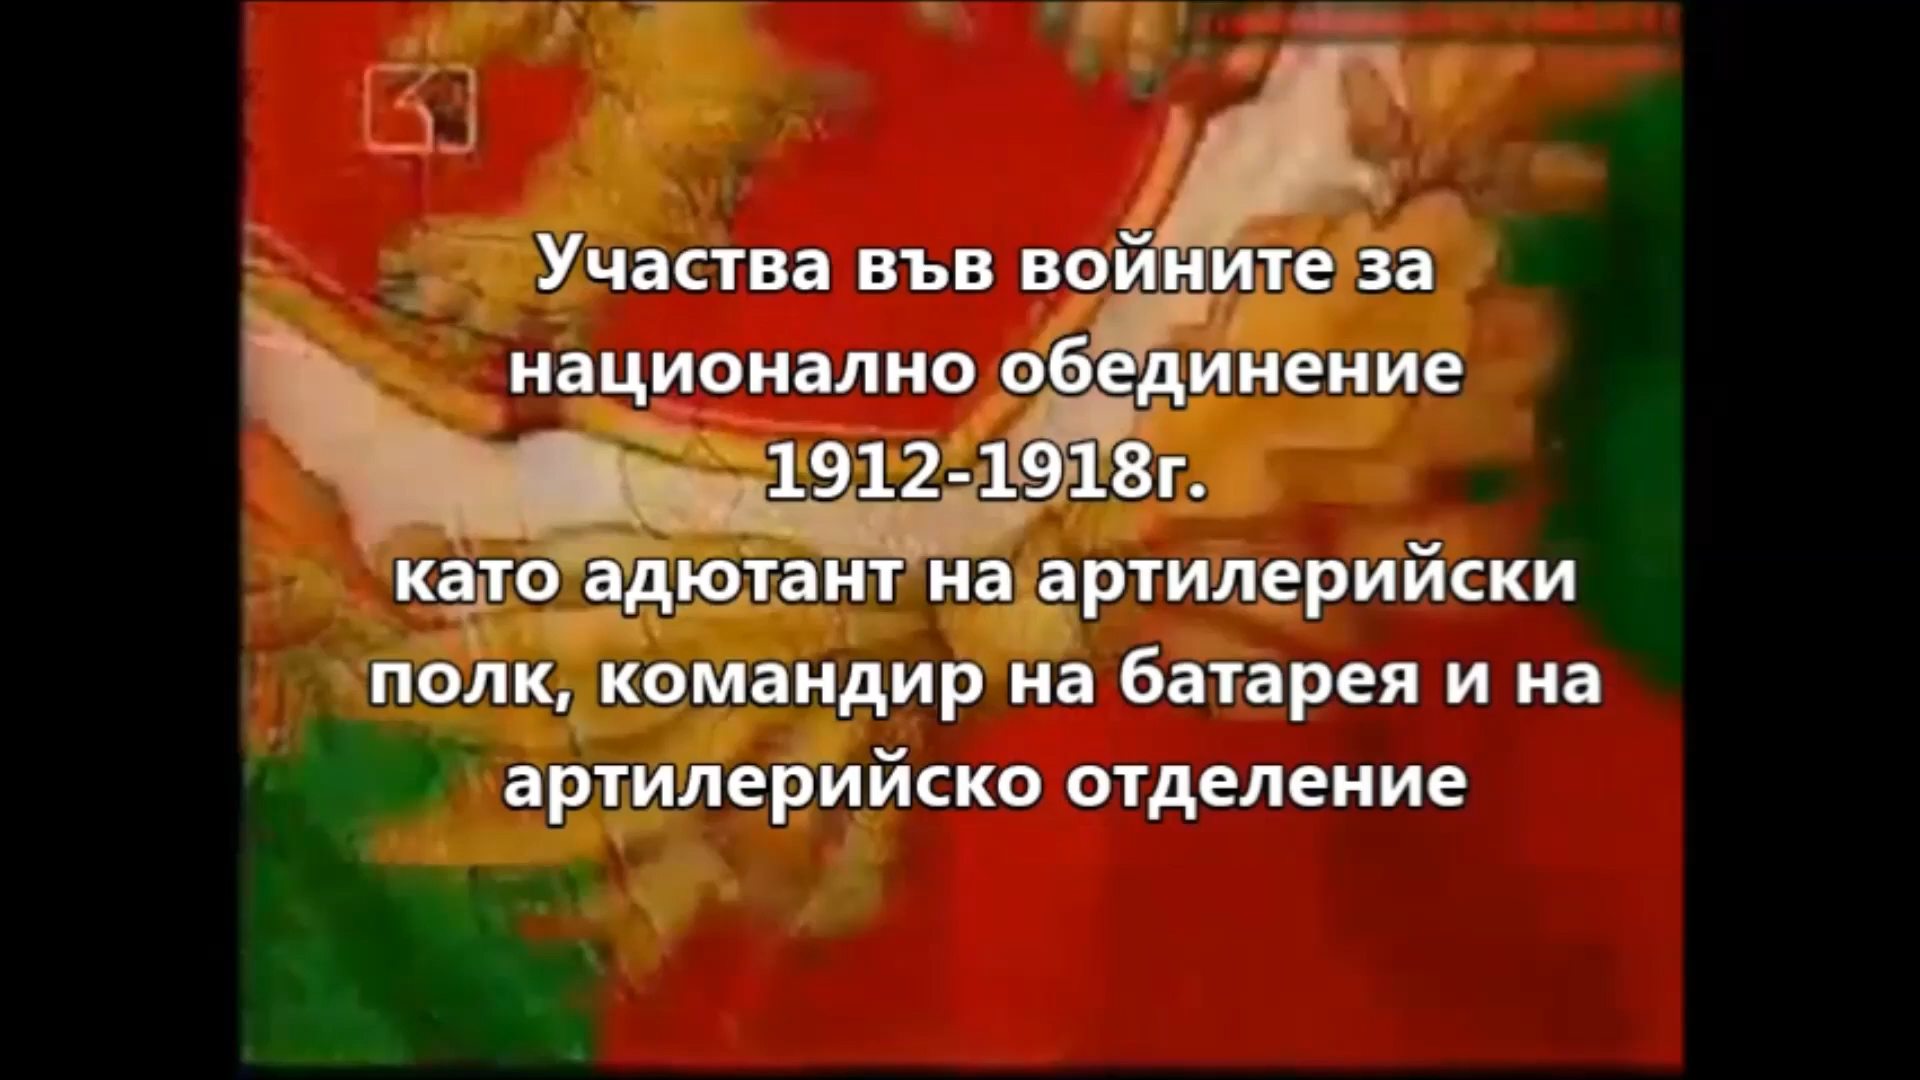 Участва във войните за
национално обединение
1912-1918г.
като адютант на артилерийски
полк, командир на батарея и на
артилерийско отделение